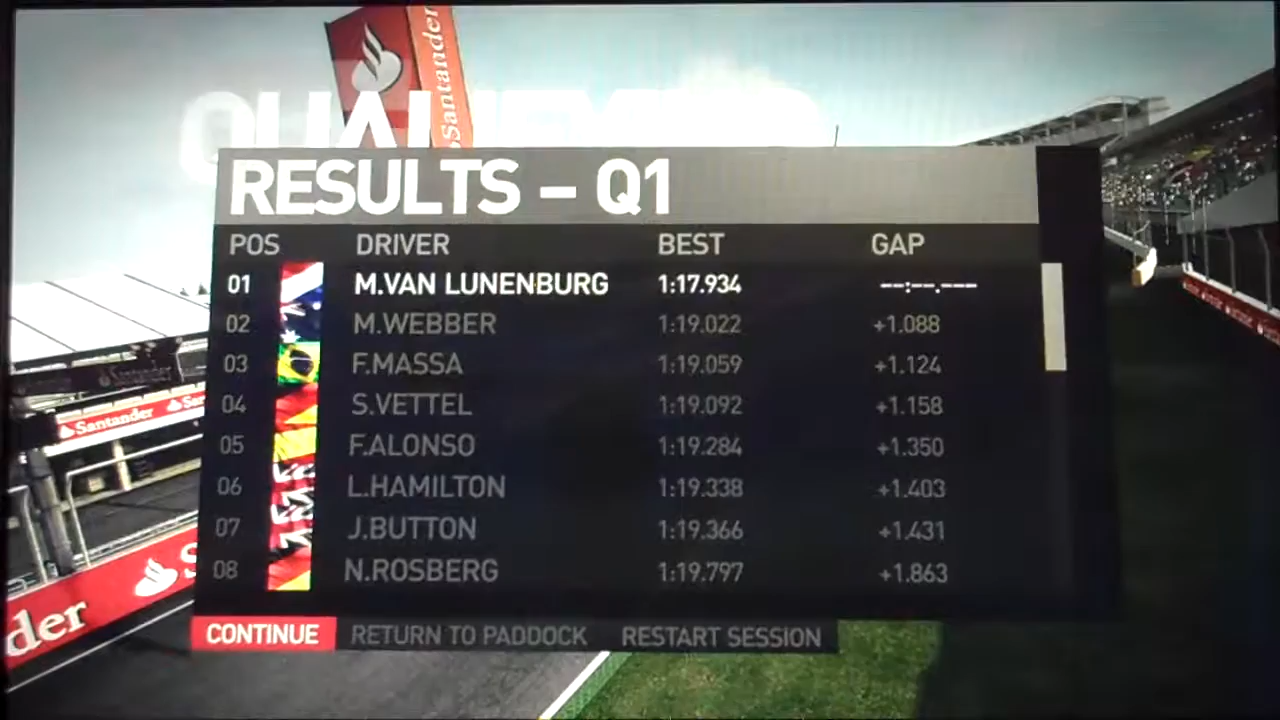 Santander
QUALIFYING
RESULTS – Q1
POS DRIVER BEST GAP
01 M.VAN LUNENBURG 1:17.934 --:--.---
02 M.WEBBER 1:19.022 +1.088
03 F.MASSA 1:19.059 +1.124
04 S.VETTEL 1:19.092 +1.158
05 F.ALONSO 1:19.284 +1.350
06 L.HAMILTON 1:19.338 +1.403
07 J.BUTTON 1:19.366 +1.431
08 N.ROSBERG 1:19.797 +1.863
Santander
Santander San
der S
CONTINUE RETURN TO PADDOCK RESTART SESSION